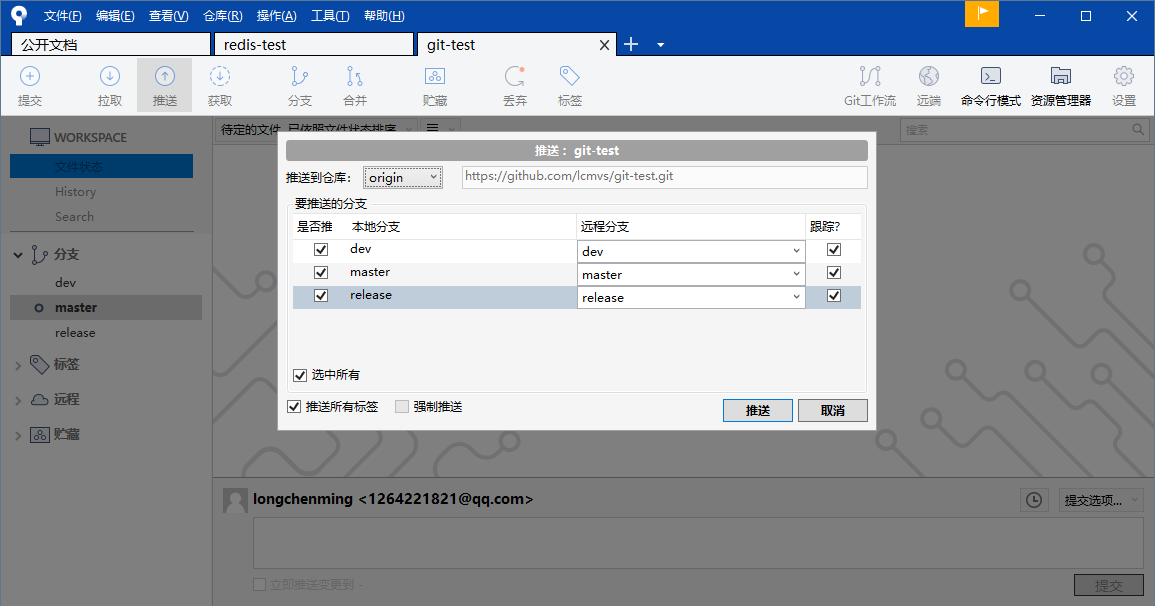 文件(F) 编辑(E) 查看(V) 仓库(R) 操作(A) 工具(T) 帮助(H)
公开文档 redis-test git-test
提交 拉取 推送 获取 分支 合并 贮藏 丢弃 标签 Git工作流 远端 命令行模式 资源管理器 设置
WORKSPACE
文件状态
History
Search
分支
dev
master
release
标签
远程
贮藏
待定的文件, 已依照文件状态排序
搜索
推送 : git-test
推送到仓库: origin https://github.com/lcmvs/git-test.git
要推送的分支
是否推 本地分支 远程分支 跟踪?
dev dev
master master
release release
选中所有
推送所有标签 强制推送 推送 取消
longchenming <1264221821@qq.com> 提交选项...
立即推送变更到 -
提交